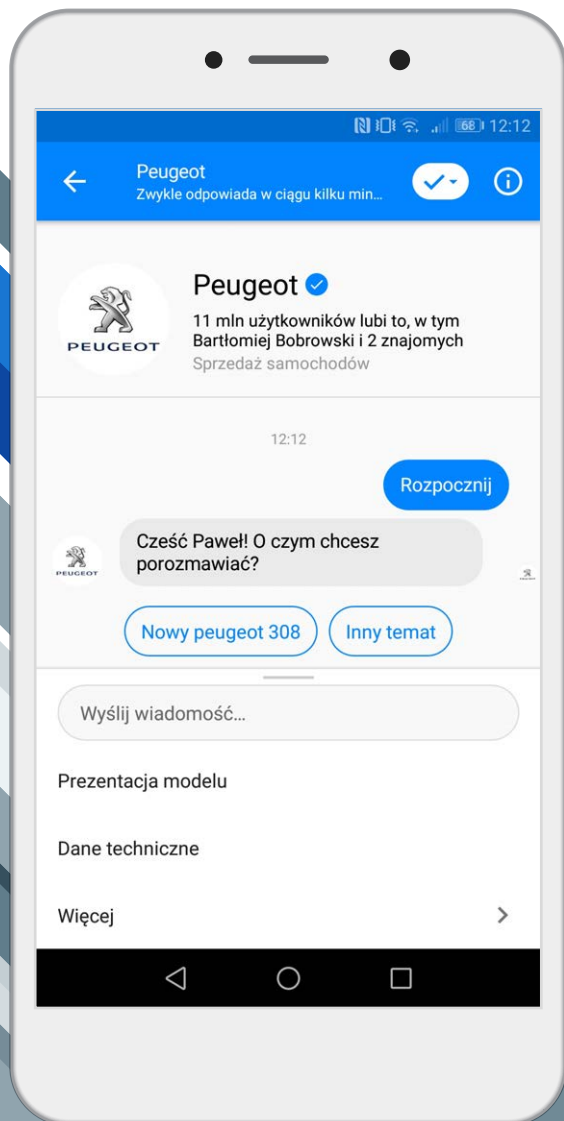 68 12:12
Peugeot
Zwykle odpowiada w ciągu kilku min...
Peugeot
11 mln użytkowników lubi to, w tym
Bartłomiej Bobrowski i 2 znajomych
Sprzedaż samochodów
PEUGEOT
12:12
Rozpocznij
Cześć Paweł! O czym chcesz
porozmawiać?
PEUGEOT
Nowy peugeot 308 Inny temat
Wyślij wiadomość...
Prezentacja modelu
Dane techniczne
Więcej